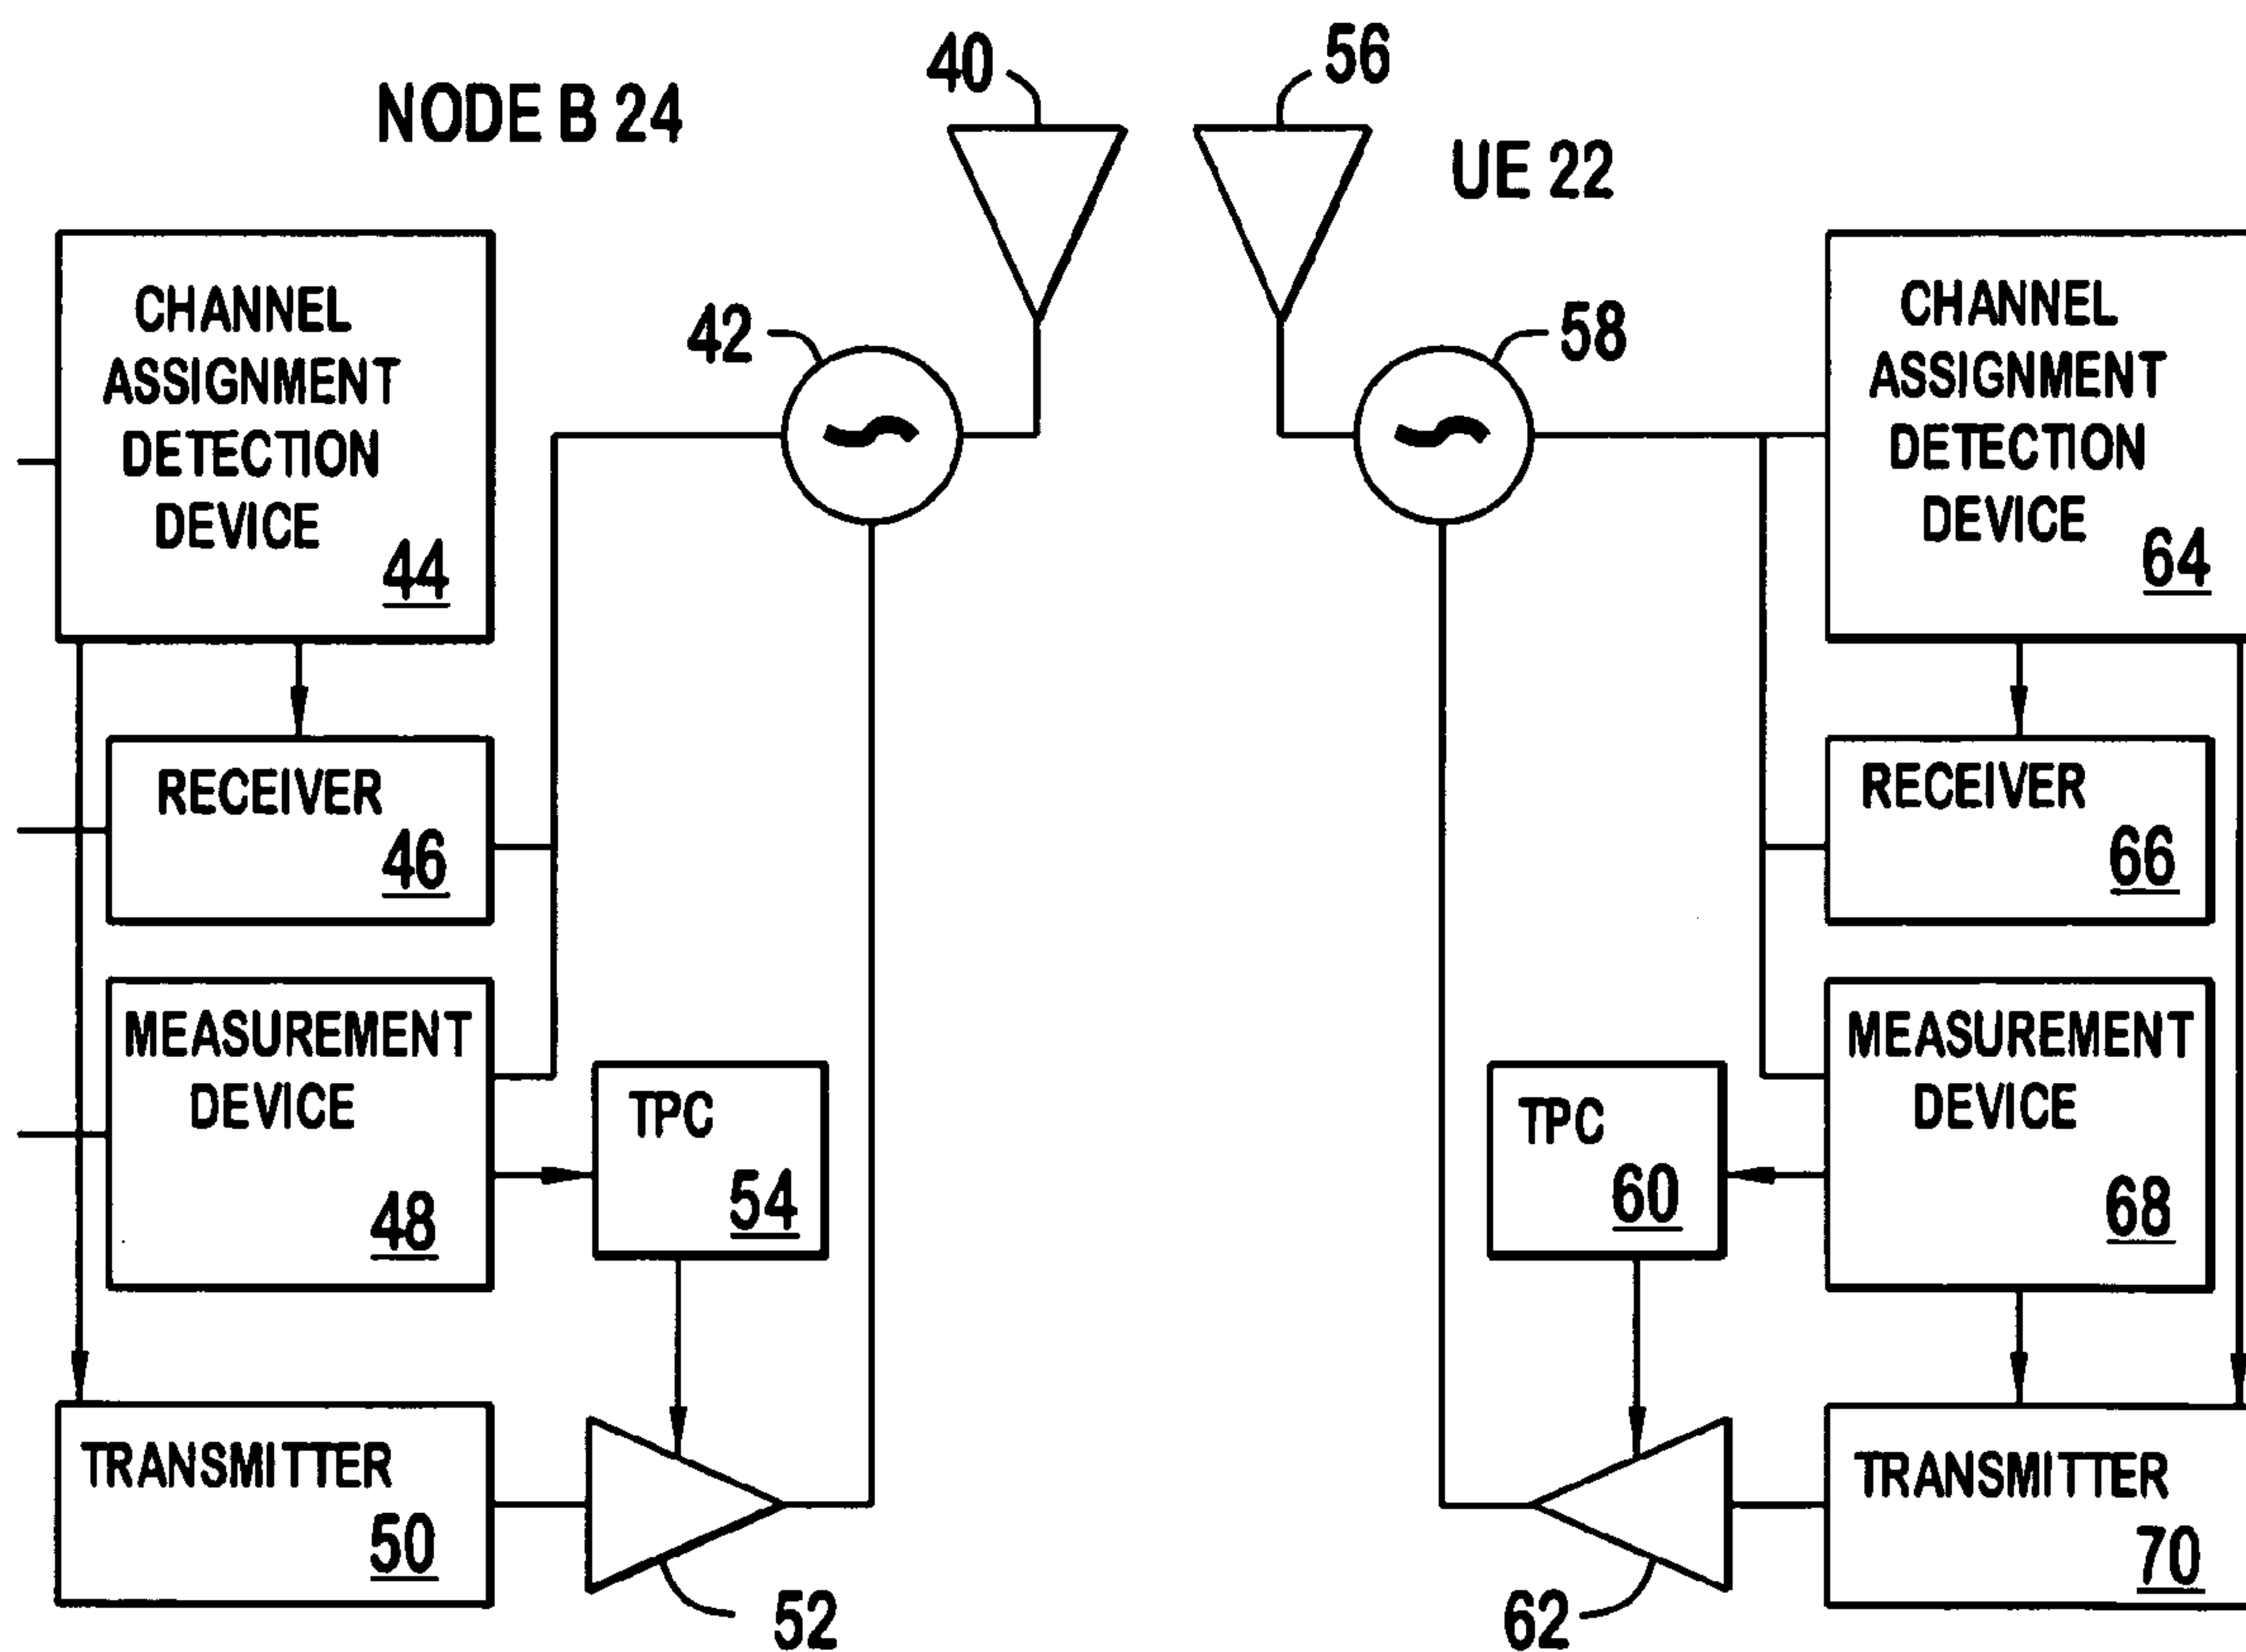 NODE B 24
40
56
UE 22
CHANNEL
ASSIGNMENT
DETECTION
DEVICE
44
42
58
CHANNEL
ASSIGNMENT
DETECTION
DEVICE
64
RECEIVER
46
RECEIVER
66
MEASUREMENT
DEVICE
48
TPC
54
TPC
60
MEASUREMENT
DEVICE
68
TRANSMITTER
50
52
62
TRANSMITTER
70